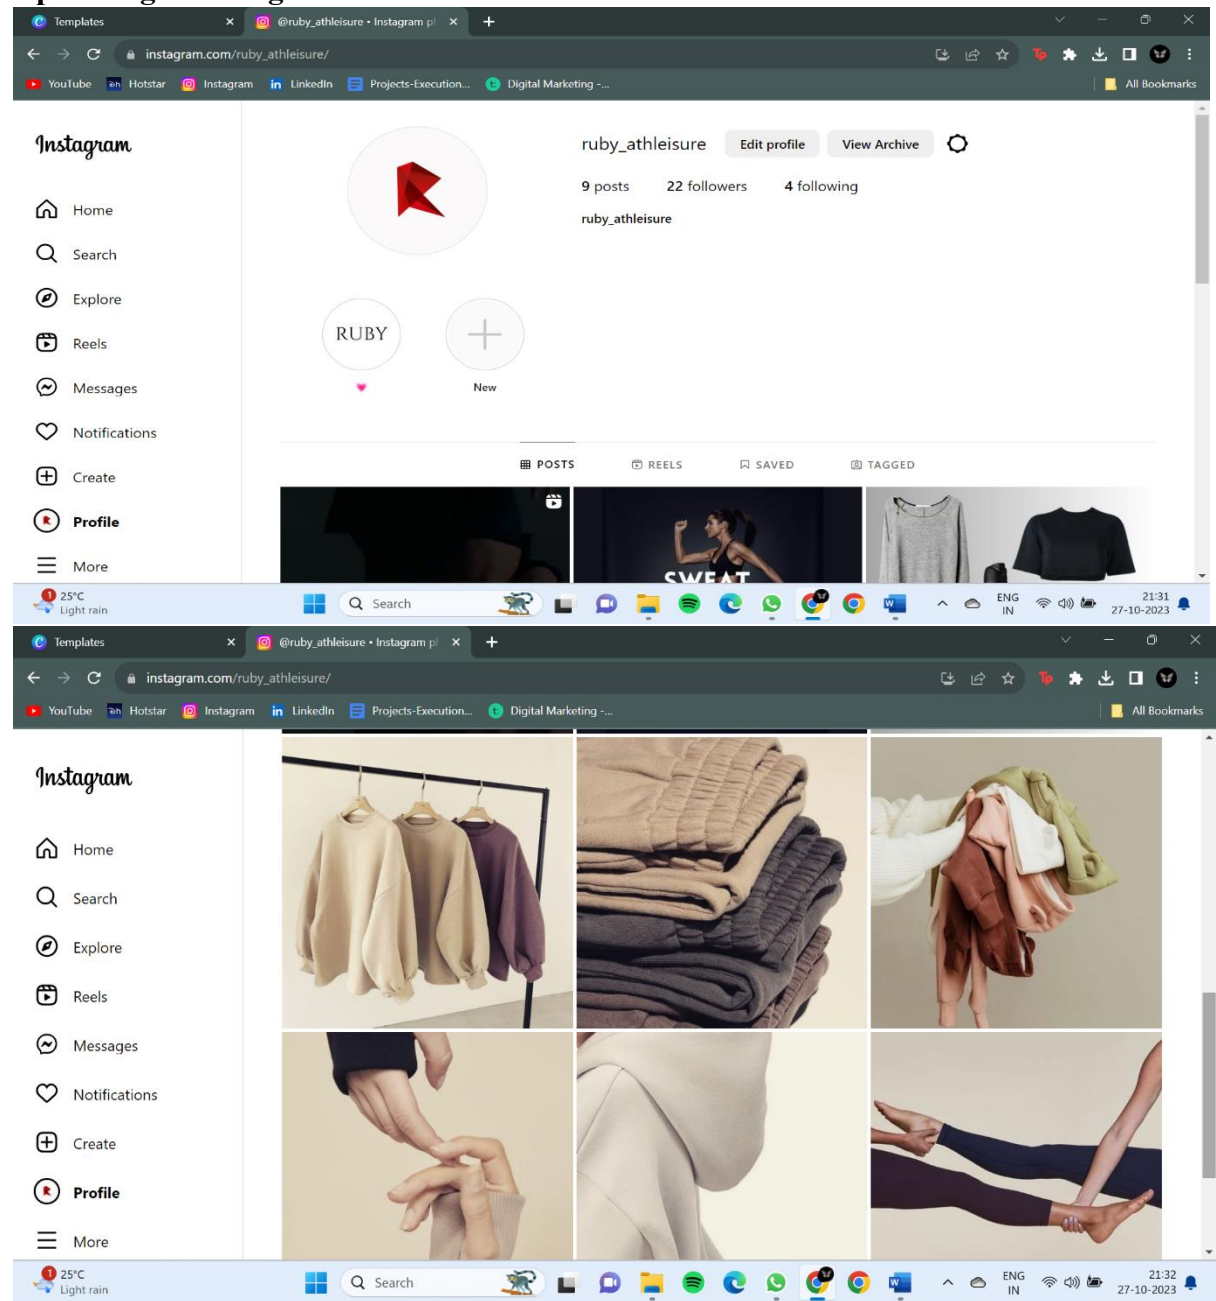 Templates
@ruby_athleisure • Instagram p
instagram.com/ruby_athleisure/
YouTube Hotstar Instagram LinkedIn Projects-Execution... Digital Marketing -... All Bookmarks
Instagram
ruby_athleisure Edit profile View Archive
9 posts 22 followers 4 following
ruby_athleisure
Home
Search
Explore
Reels
Messages
Notifications
Create
Profile
More
RUBY
New
POSTS REELS SAVED TAGGED
SWEAT
1
25°C
Light rain
Search
ENG
IN
21:31
27-10-2023
Templates
@ruby_athleisure • Instagram p
instagram.com/ruby_athleisure/
YouTube Hotstar Instagram LinkedIn Projects-Execution... Digital Marketing -... All Bookmarks
Instagram
Home
Search
Explore
Reels
Messages
Notifications
Create
Profile
More
1
25°C
Light rain
Search
ENG
IN
21:32
27-10-2023